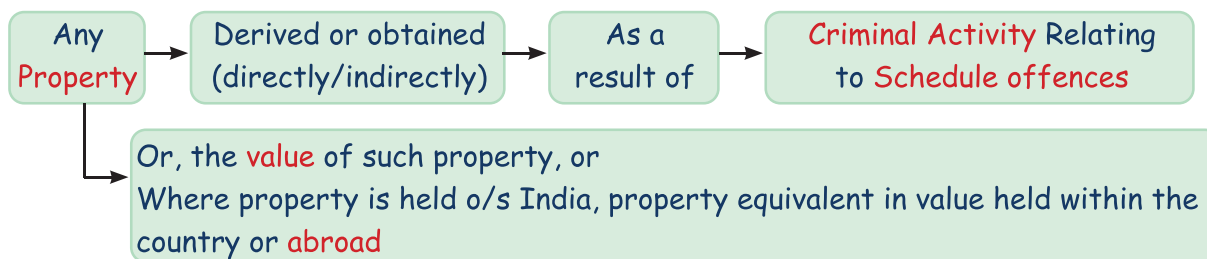 Any
Property
Derived or obtained
(directly/indirectly)
As a
result of
Criminal Activity Relating
to Schedule offences
Or, the value of such property, or
Where property is held o/s India, property equivalent in value held within the
country or abroad